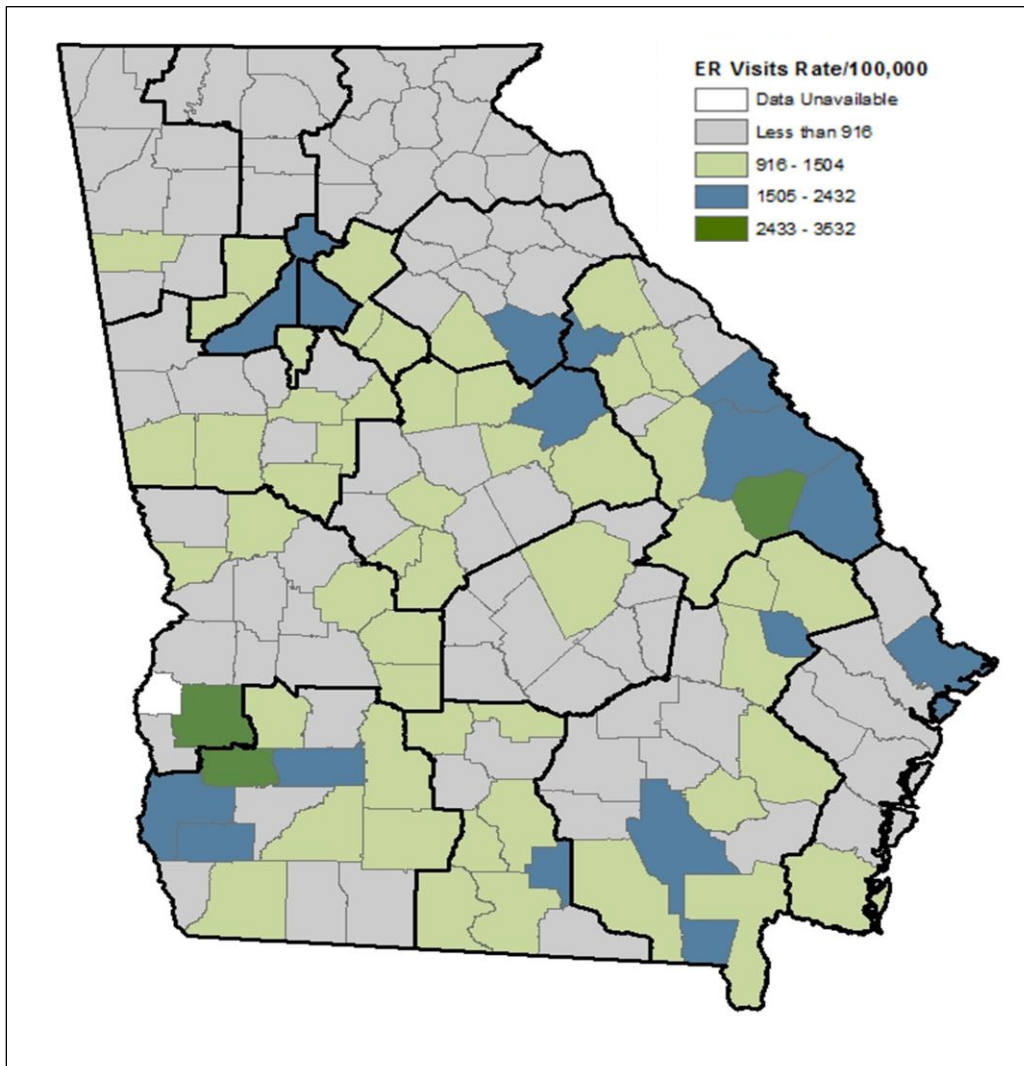 ER Visits Rate/100,000
Data Unavailable
Less than 916
916 - 1504
1505 - 2432
2433 - 3532